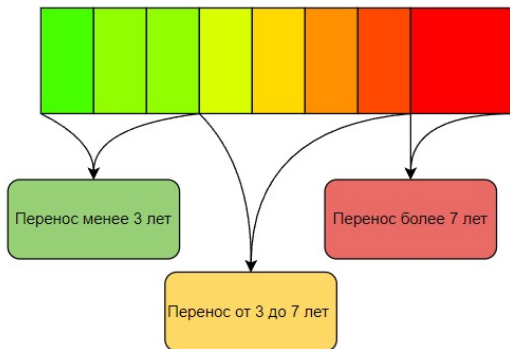 Перенос менее 3 лет
Перенос более 7 лет
Перенос от 3 до 7 лет